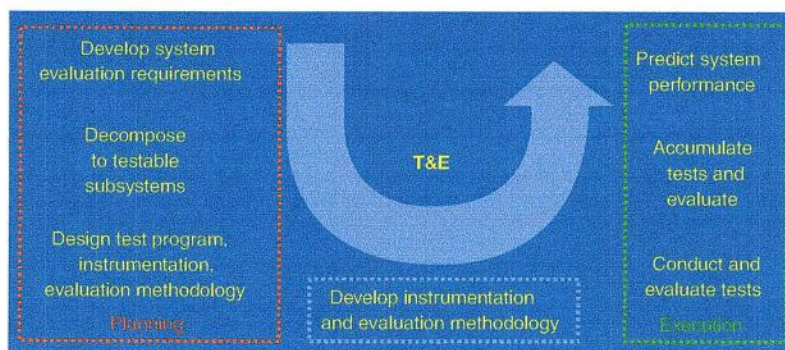 Develop system
evaluation requirements
Decompose
to testable
subsystems
Design test program,
instrumentation,
evaluation methodology
Planning
T&E
Develop instrumentation
and evaluation methodology
Predict system
performance
Accumulate
tests and
evaluate
Conduct and
evaluate tests
Execution